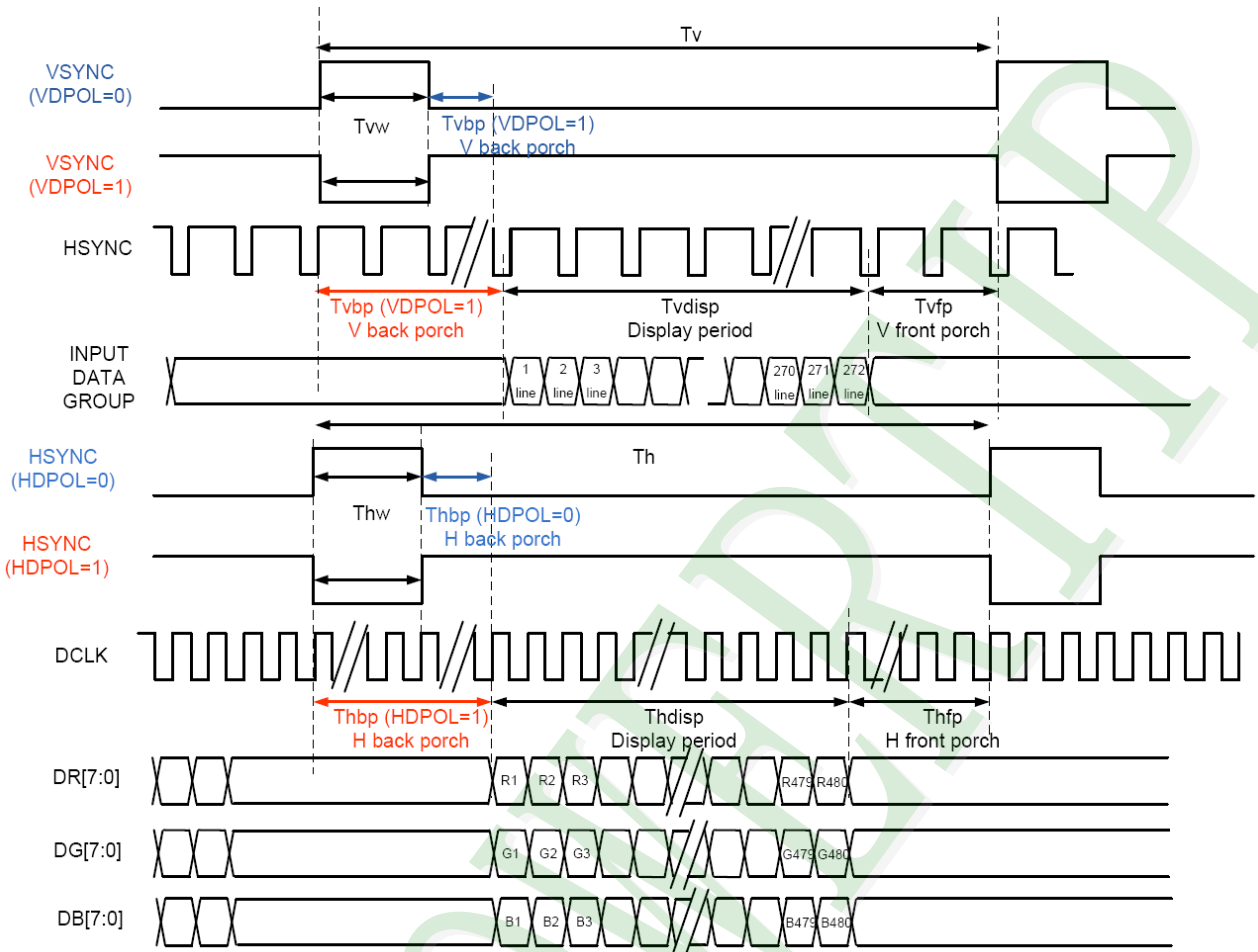 Tv
VSYNC
(VDPOL=0)
Tvw
Tvbp (VDPOL=1)
V back porch
VSYNC
(VDPOL=1)
HSYNC
Tvbp (VDPOL=1)
V back porch
Tvdisp
Display period
Tvfp
V front porch
INPUT
DATA
GROUP
1
line
2
line
3
line
270
line
271
line
272
line
HSYNC
(HDPOL=0)
Th
Thw
Thbp (HDPOL=0)
H back porch
HSYNC
(HDPOL=1)
DCLK
Thbp (HDPOL=1)
H back porch
Thdisp
Display period
Thfp
H front porch
DR[7:0]
R1 R2 R3 R479 R480
DG[7:0]
G1 G2 G3 G479 G480
DB[7:0]
B1 B2 B3 B479 B480
WERTIP